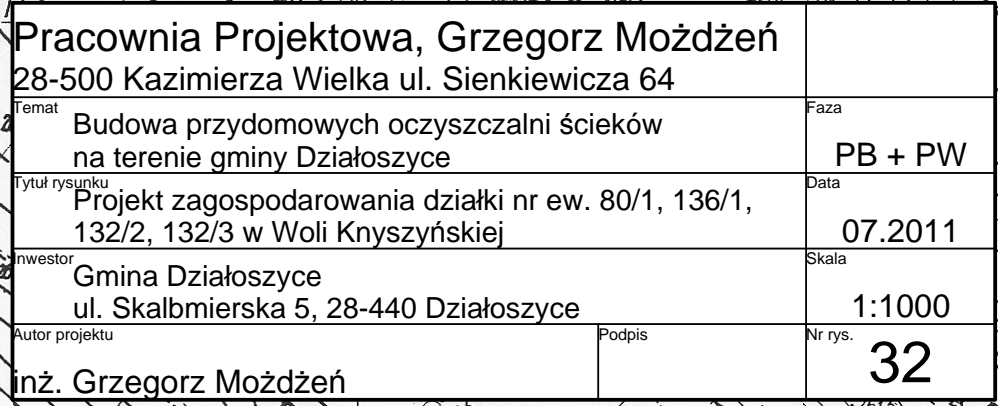 Pracownia Projektowa, Grzegorz Możdżeń
28-500 Kazimierza Wielka ul. Sienkiewicza 64
Temat
Budowa przydomowych oczyszczalni ścieków
na terenie gminy Działoszyce
Faza
PB + PW
Tytuł rysunku
Projekt zagospodarowania działki nr ew. 80/1, 136/1,
132/2, 132/3 w Woli Knyszyńskiej
Data
07.2011
Inwestor
Gmina Działoszyce
ul. Skalbmierska 5, 28-440 Działoszyce
Skala
1:1000
Autor projektu
inż. Grzegorz Możdżeń
Podpis
Nr rys.
32